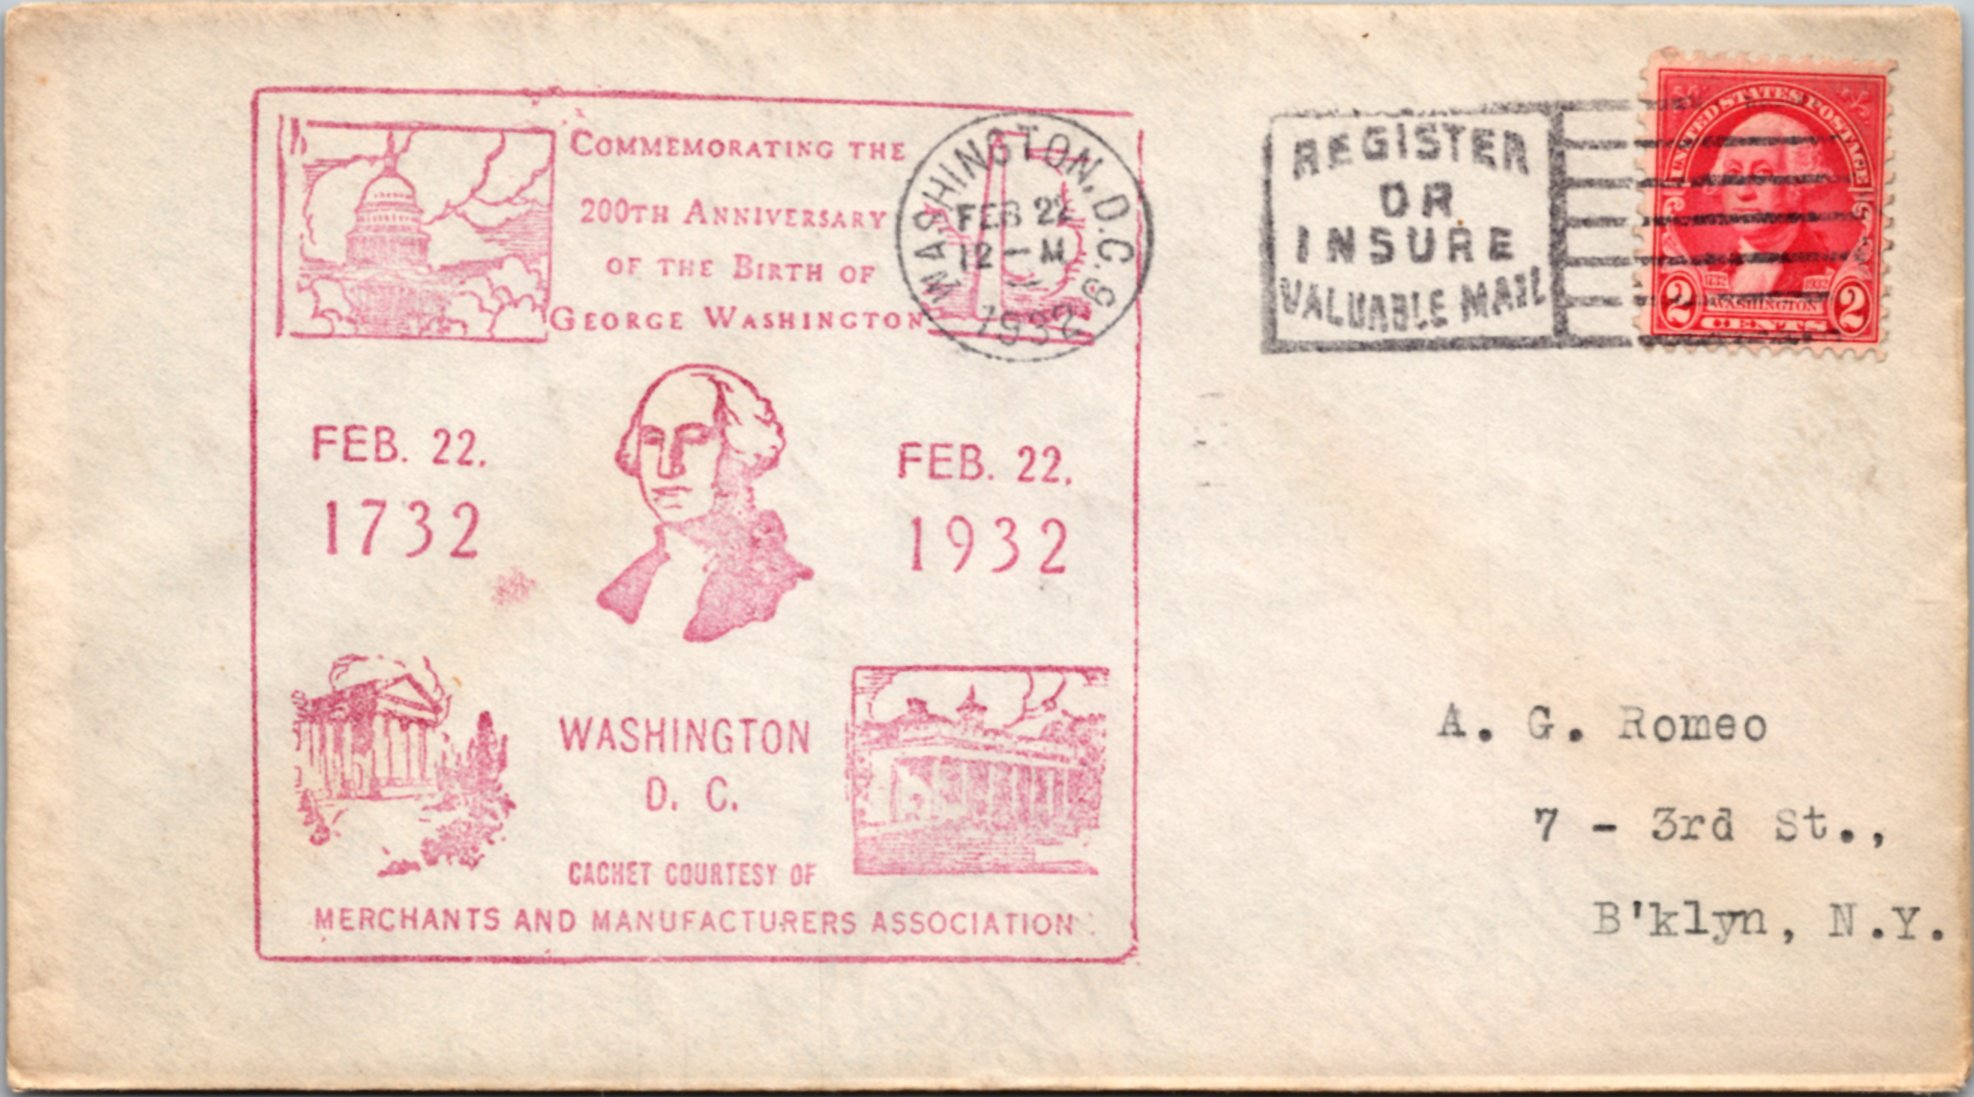 COMMEMORATING THE
200TH ANNIVERSARY
OF THE BIRTH OF
GEORGE WASHINGTON
FEB. 22,
1732
FEB. 22,
1932
WASHINGTON
D. C.
CACHET COURTESY OF
MERCHANTS AND MANUFACTURERS ASSOCIATION
WASHINGTON, D.C.
FEB 22
12-M
1932
REGISTER
OR
INSURE
VALUABLE MAIL
UNITED STATES POSTAGE
1732 1932
WASHINGTON
2 CENTS 2
A. G. Romeo
7 - 3rd St.,
B'klyn, N.Y.